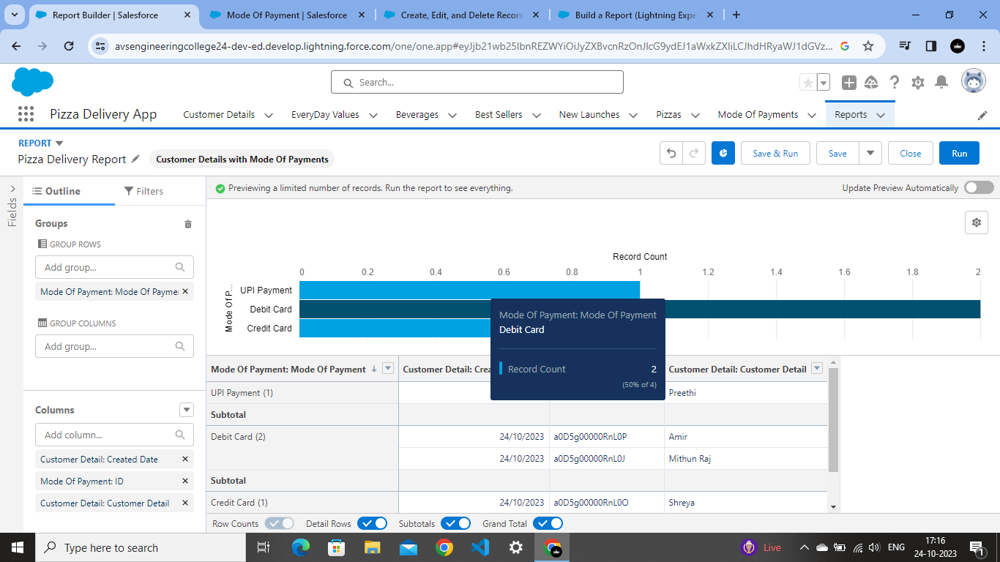 Report Builder | Salesforce
Mode Of Payment | Salesforce
Create, Edit, and Delete Record
Build a Report (Lightning Expe
avsengineeringcollege24-dev-ed.develop.lightning.force.com/one/one.app#eyJjb21wb25lbnREZWYiOiJyZXBvcnRzOnJlcG9ydEJ1aWxkZXIiLCJhdHRyaWJ1dGVz...
Search...
Pizza Delivery App
Customer Details
EveryDay Values
Beverages
Best Sellers
New Launches
Pizzas
Mode Of Payments
Reports
REPORT
Pizza Delivery Report
Customer Details with Mode Of Payments
Save & Run
Save
Close
Run
Fields
Outline
Filters
Previewing a limited number of records. Run the report to see everything.
Update Preview Automatically
Groups
GROUP ROWS
Add group...
Mode Of Payment: Mode Of Payme
GROUP COLUMNS
Add group...
Columns
Add column...
Customer Detail: Created Date
Mode Of Payment: ID
Customer Detail: Customer Detail
Record Count
0 0.2 0.4 0.6 0.8 1 1.2 1.4 1.6 1.8 2
Mode Of P...
UPI Payment
Debit Card
Credit Card
Mode Of Payment: Mode Of Payment
Debit Card
Record Count 2
(50% of 4)
Mode Of Payment: Mode Of Payment Customer Detail: Crea Customer Detail: Customer Detail
UPI Payment (1) Preethi
Subtotal
Debit Card (2) 24/10/2023 a0D5g00000RnL0P Amir
24/10/2023 a0D5g00000RnL0J Mithun Raj
Subtotal
Credit Card (1) 24/10/2023 a0D5g00000RnL0O Shreya
Row Counts
Detail Rows
Subtotals
Grand Total
Type here to search
Live
ENG
17:16
24-10-2023
1